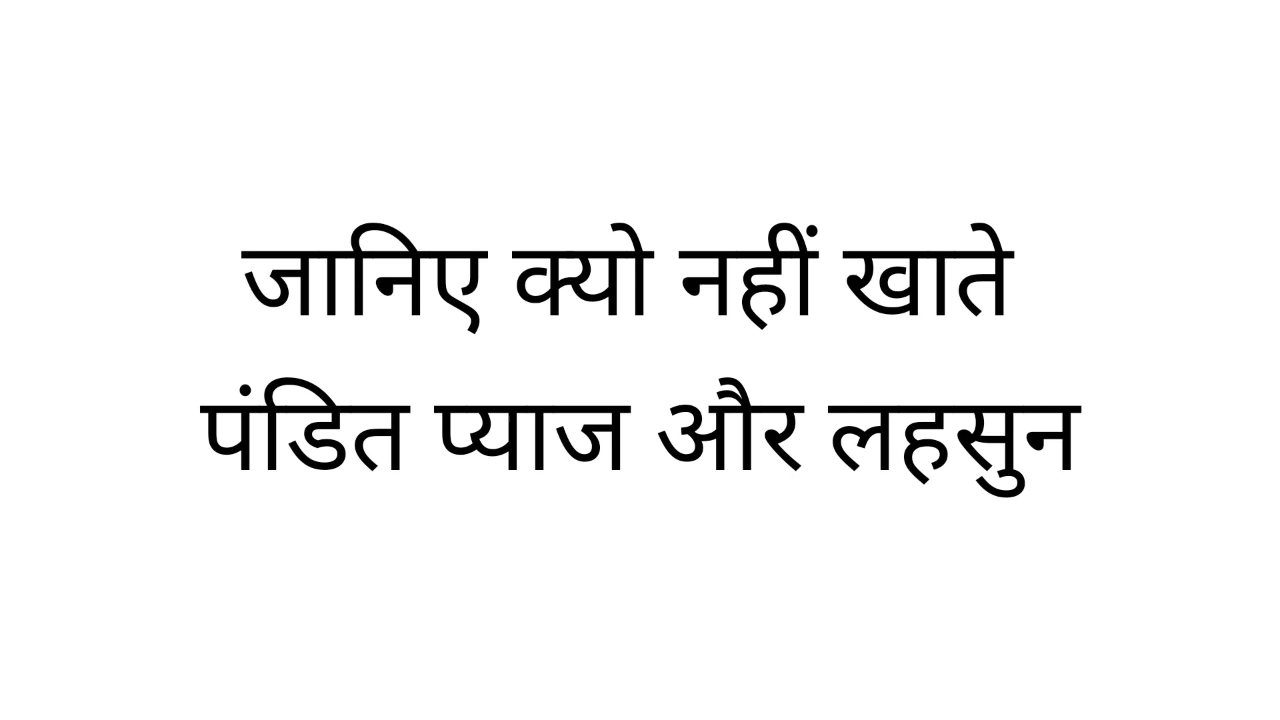 जानिए क्यो नहीं खाते
पंडित प्याज और लहसुन